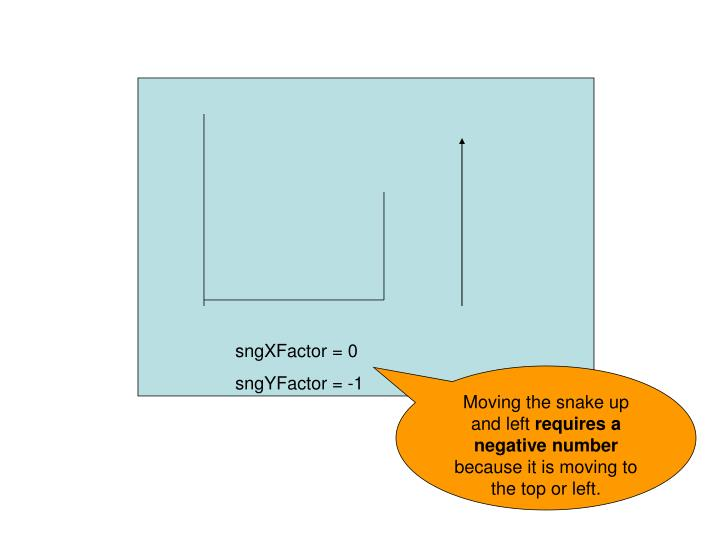 sngXFactor = 0
sngYFactor = -1
Moving the snake up
and left requires a
negative number
because it is moving to
the top or left.